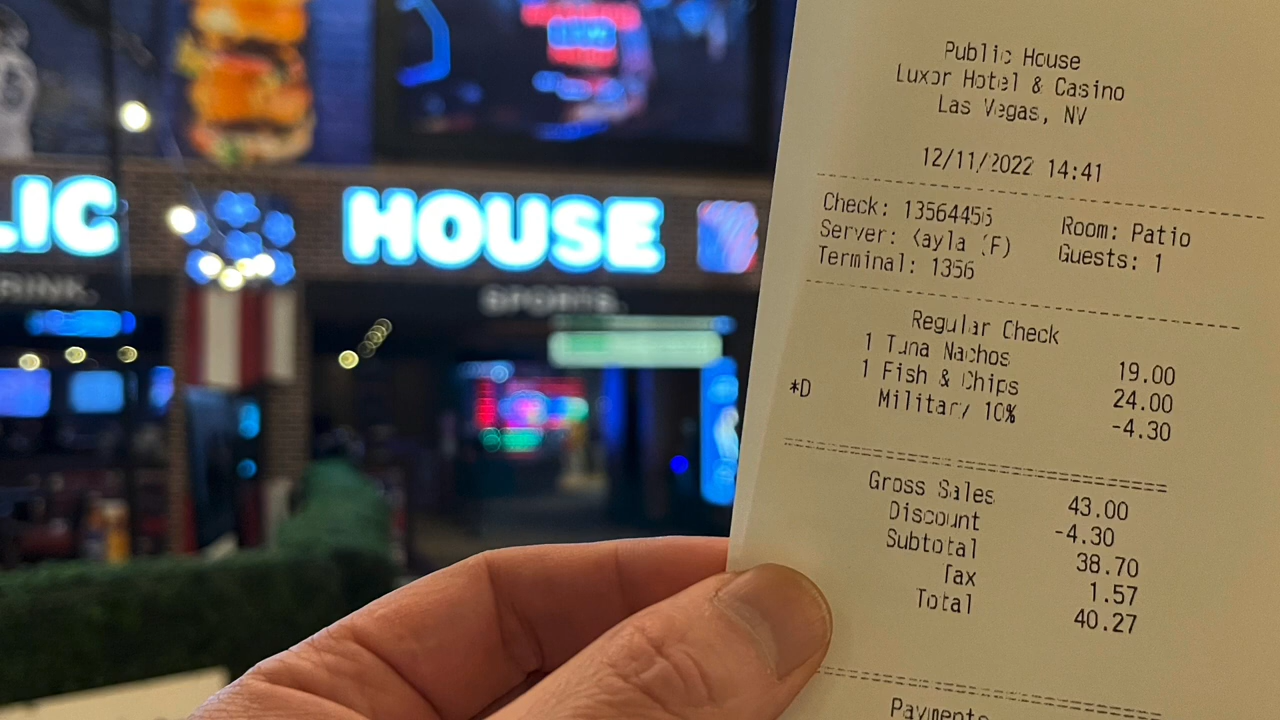 LIC HOUSE
RINK. SPORTS.
Public House
Luxor Hotel & Casino
Las Vegas, NV
12/11/2022 14:41
Check: 13564456 Room: Patio
Server: Kayla (F) Guests: 1
Terminal: 1356
Regular Check
1 Tuna Nachos 19.00
1 Fish & Chips 24.00
*D Military 10% -4.30
Gross Sales 43.00
Discount -4.30
Subtotal 38.70
Tax 1.57
Total 40.27
Payments